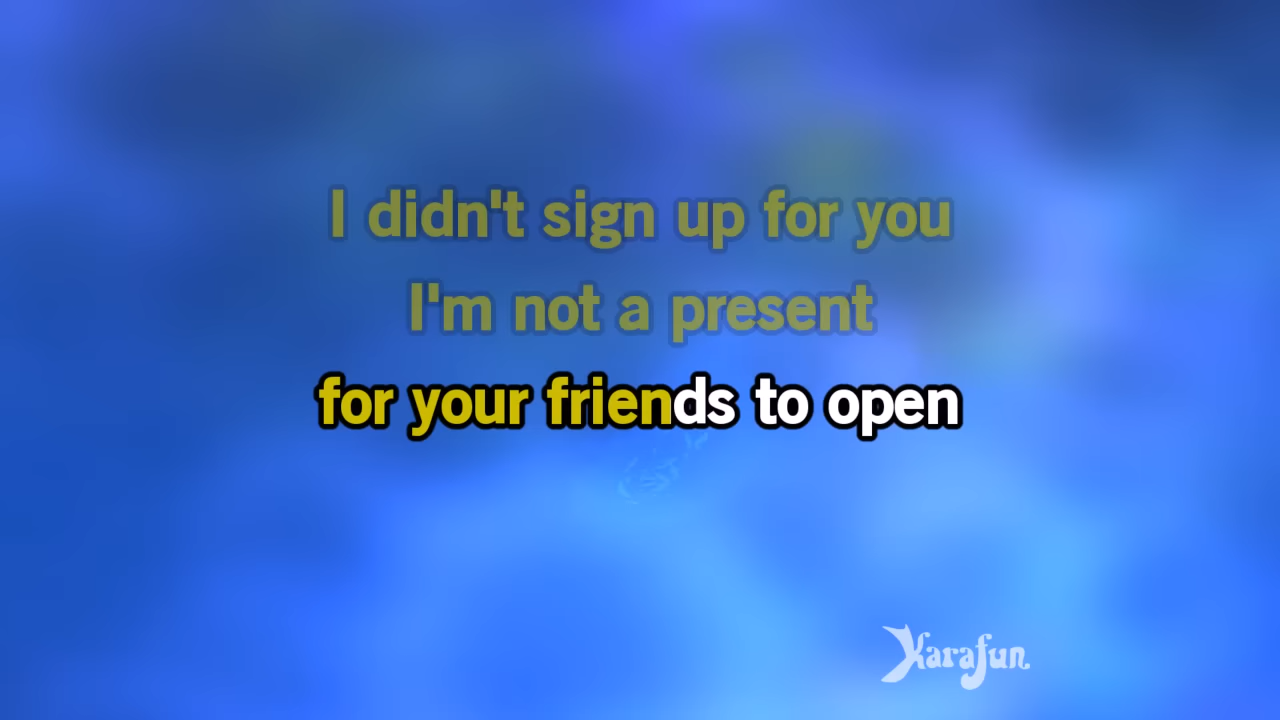 I didn't sign up for you
I'm not a present
for your friends to open
Karafun